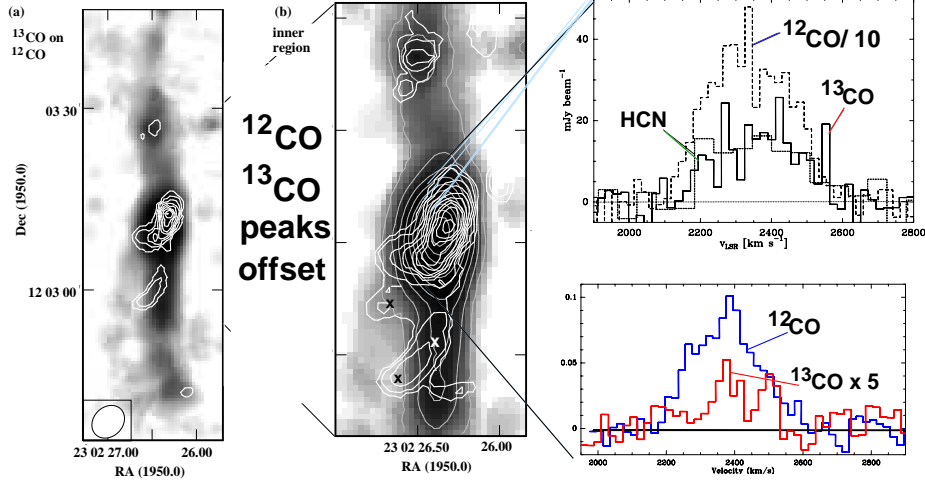 (a)
13CO on
12CO
03 30
Dec (1950.0)
12 03 00
23 02 27.00
26.00
RA (1950.0)
(b)
inner
region
12CO
13CO
peaks
offset
x
x
x
23 02 26.50
26.00
RA (1950.0)
12CO/ 10
13CO
HCN
mJy beam−1
40
20
0
2000
2200
2400
2600
2800
vLSR [km s−1]
0.1
0.05
0
12CO
13CO x 5
2000
2200
2400
2600
2800
Velocity (km/s)